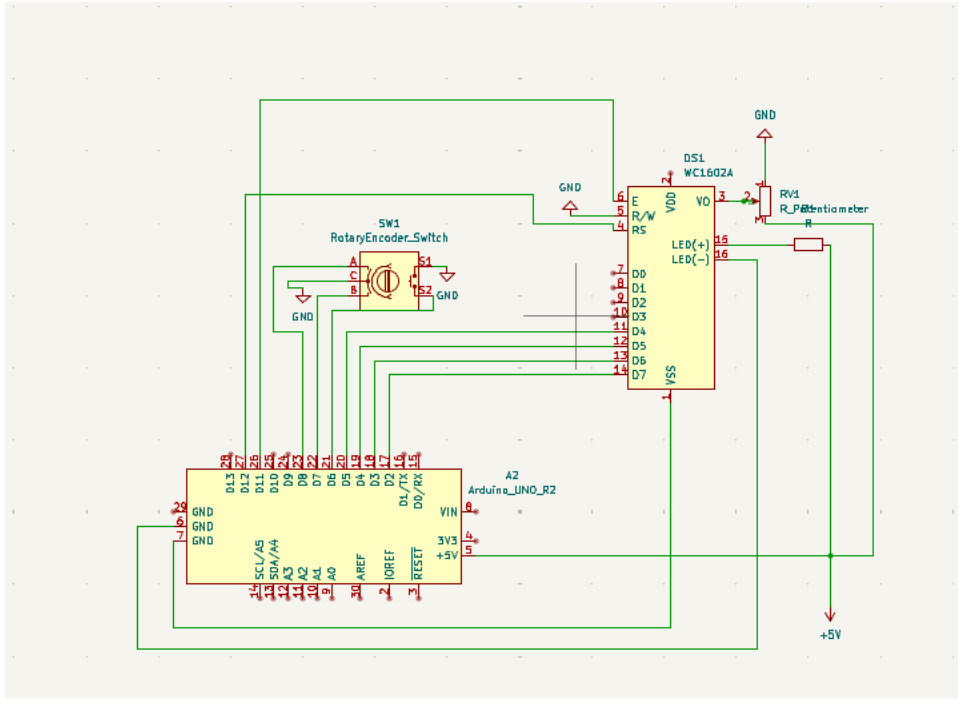 GND
DS1
WC1602A
2
VDD
6
E
5
R/W
4
RS
VO
3
GND
2
1
3
RV1
R_Potentiometer
R
LED(+)
16
LED(-)
16
7
D0
8
D1
9
D2
10
D3
11
D4
12
D5
13
D6
14
D7
VSS
1
SW1
RotaryEncoder_Switch
A
C
B
S1
S2
GND
GND
28
27
26
25
24
23
22
21
20
19
18
17
16
15
D13
D12
D11
D10
D9
D8
D7
D6
D5
D4
D3
D2
D1/TX
D0/RX
A2
Arduino_UNO_R2
29
GND
6
GND
7
GND
VIN
8
3V3
4
+5V
5
SCL/A5
SDA/A4
A3
A2
A1
A0
AREF
IOREF
RESET
14
13
12
11
10
9
30
2
3
+5V